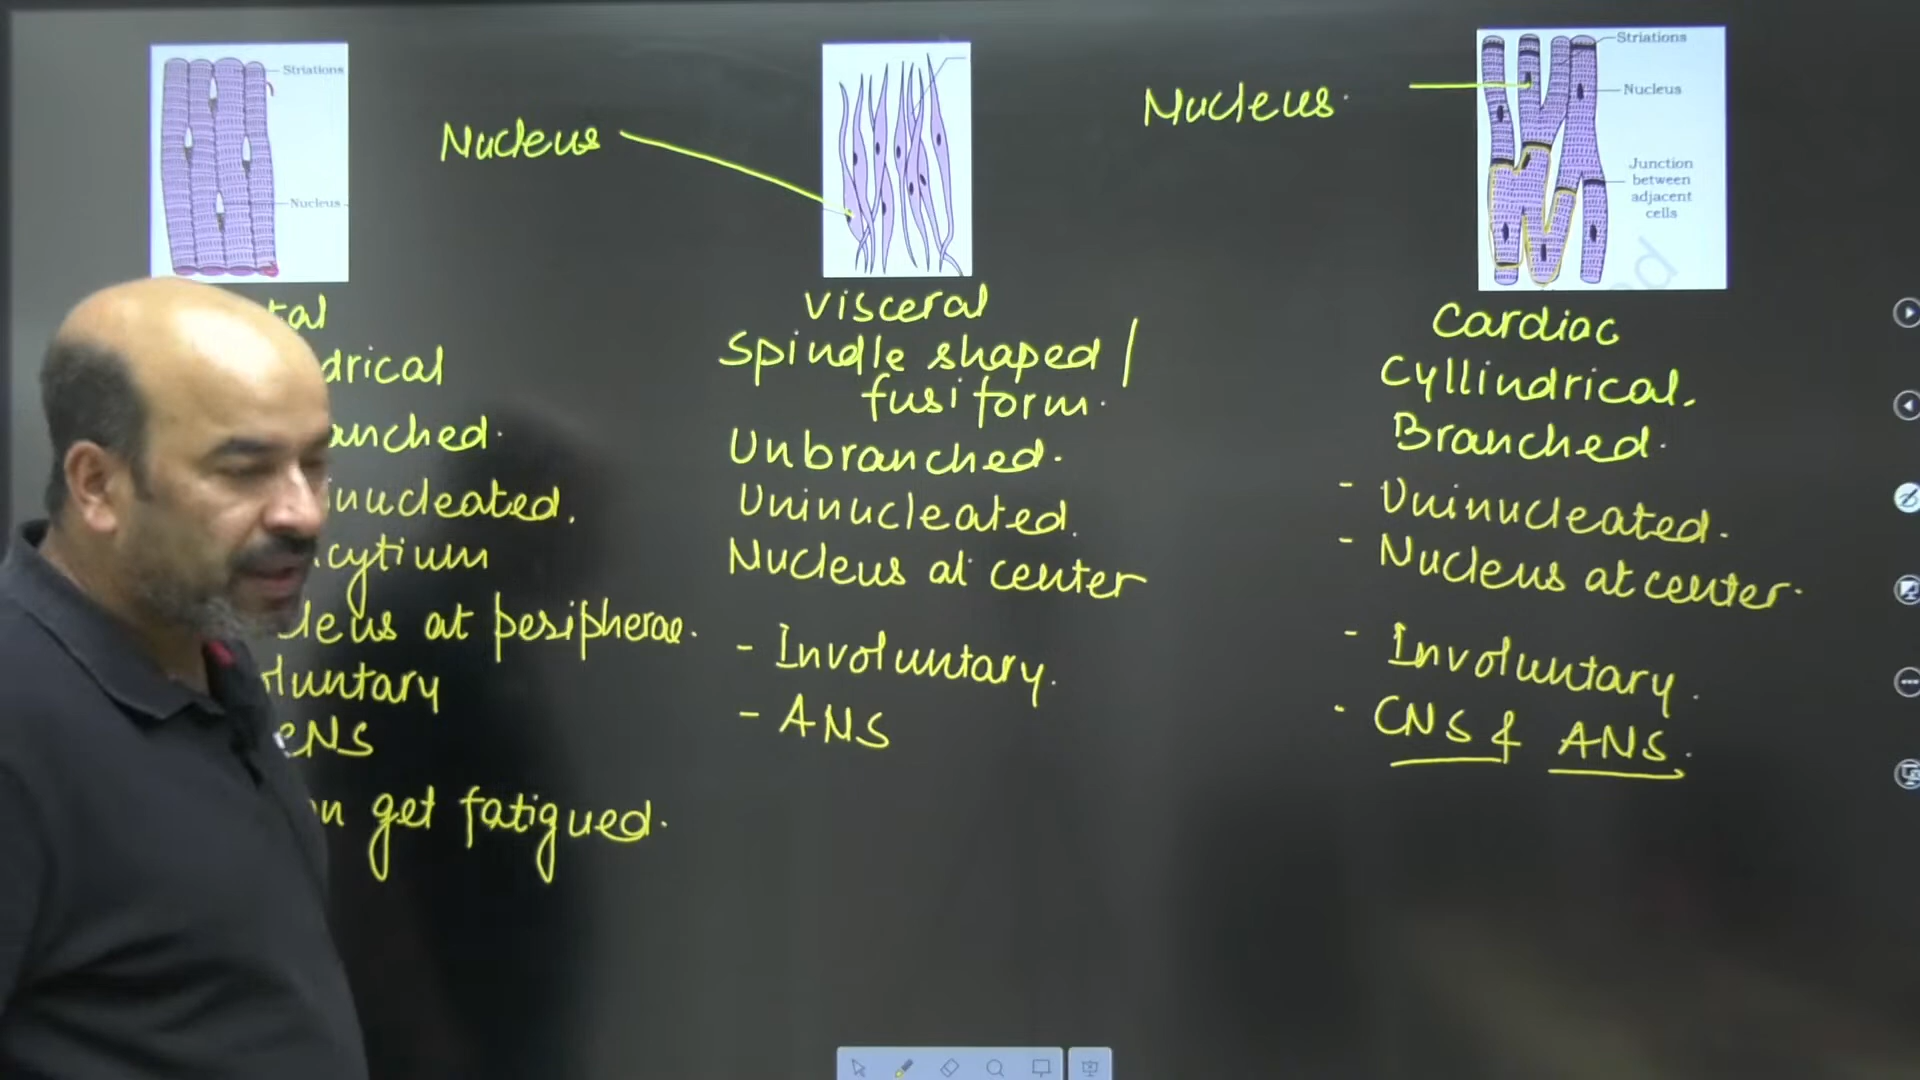 Striations
Nucleus
Nucleus
tal
drical
anched.
inucleated.
cytium
leus at peripherae.
luntary
CNS
n get fatigued.
visceral
Spindle shaped /
fusiform.
Unbranched.
Uninucleated.
Nucleus at center
- Involuntary.
- ANS
Nucleus.
Striations
Nucleus
Junction
between
adjacent
cells
Cardiac
Cyllindrical.
Branched.
- Uninucleated.
- Nucleus at center.
- Involuntary.
- CNS & ANS.